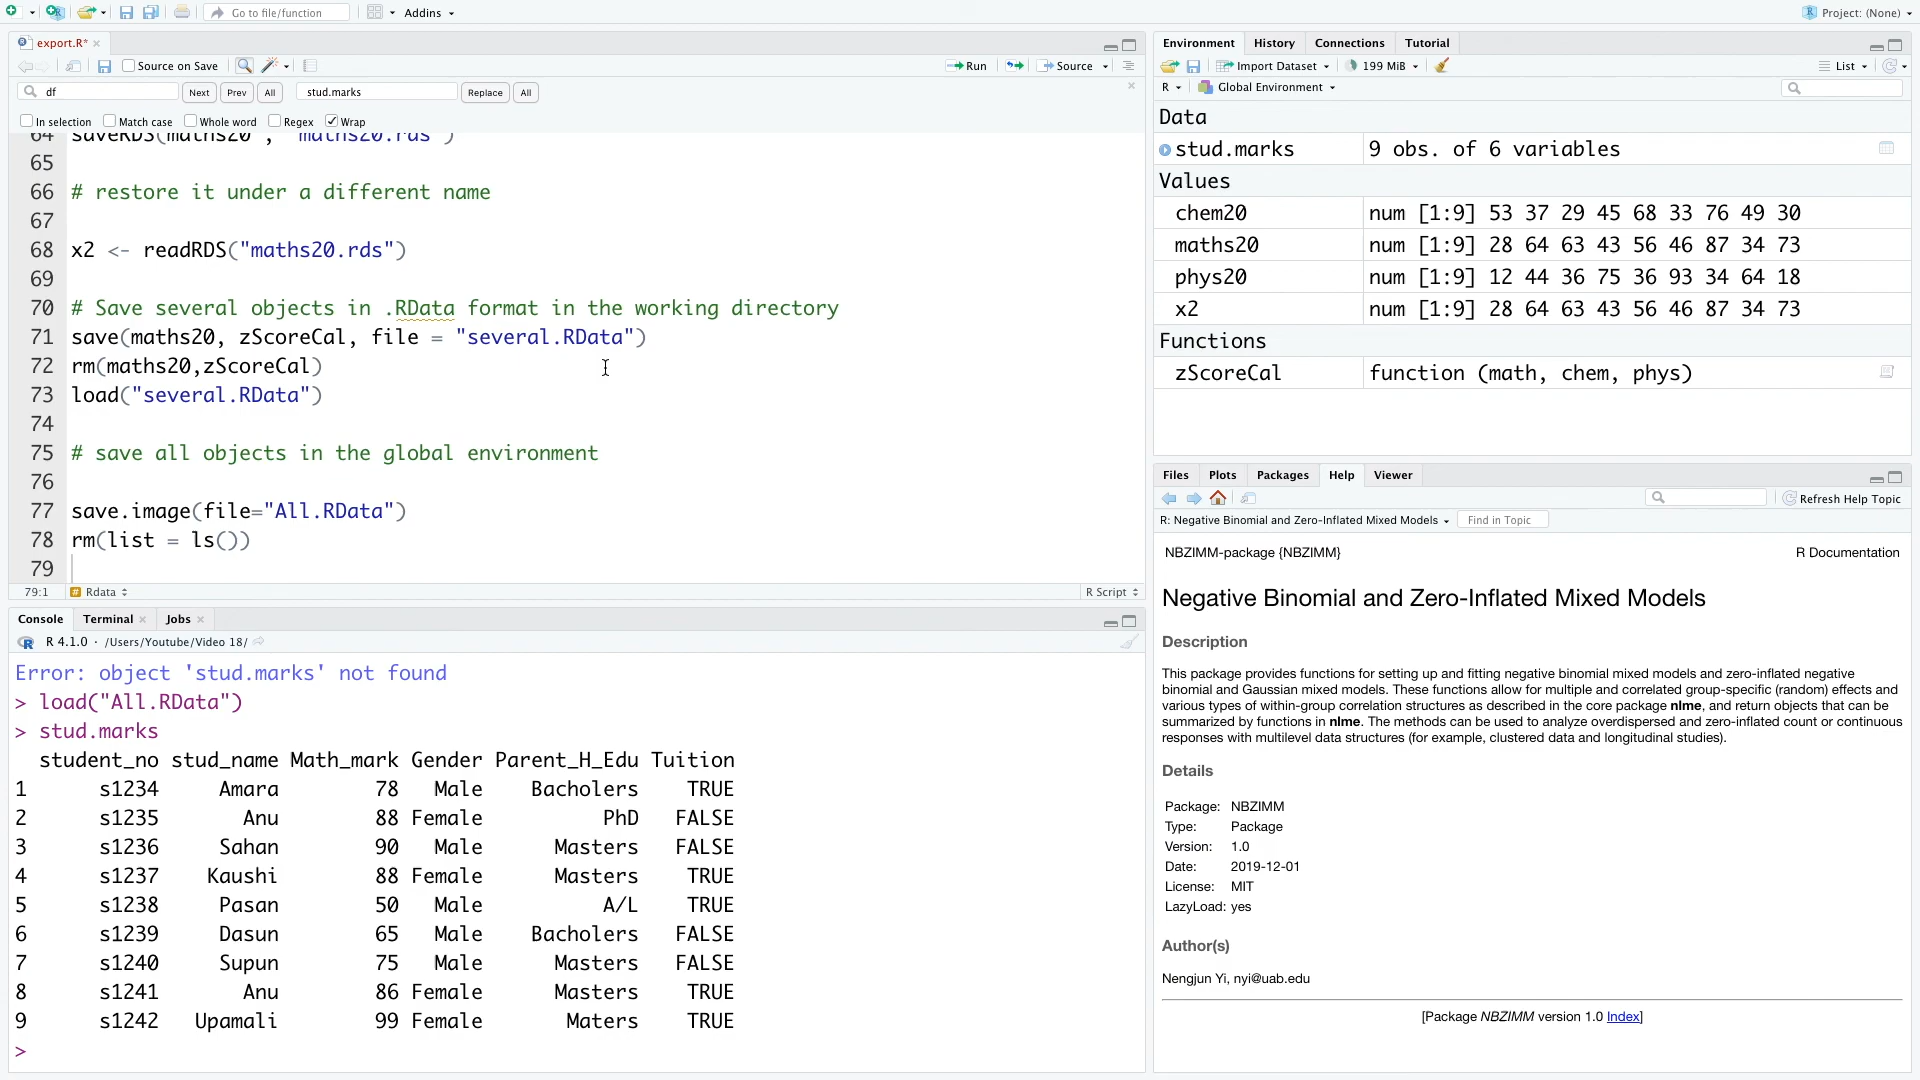 Go to file/function
Addins
Project: (None)
export.R*
Source on Save
Run
Source
df
Next
Prev
All
stud.marks
Replace
All
In selection
Match case
Whole word
Regex
Wrap
64 saveRDS(maths20 , "maths20.rds")
65
66 # restore it under a different name
67
68 x2 <- readRDS("maths20.rds")
69
70 # Save several objects in .RData format in the working directory
71 save(maths20, zScoreCal, file = "several.RData")
72 rm(maths20,zScoreCal)
73 load("several.RData")
74
75 # save all objects in the global environment
76
77 save.image(file="All.RData")
78 rm(list = ls())
79
79:1
# Rdata
R Script
Console
Terminal
Jobs
R 4.1.0 · /Users/Youtube/Video 18/
Error: object 'stud.marks' not found
> load("All.RData")
> stud.marks
student_no stud_name Math_mark Gender Parent_H_Edu Tuition
1 s1234 Amara 78 Male Bacholers TRUE
2 s1235 Anu 88 Female PhD FALSE
3 s1236 Sahan 90 Male Masters FALSE
4 s1237 Kaushi 88 Female Masters TRUE
5 s1238 Pasan 50 Male A/L TRUE
6 s1239 Dasun 65 Male Bacholers FALSE
7 s1240 Supun 75 Male Masters FALSE
8 s1241 Anu 86 Female Masters TRUE
9 s1242 Upamali 99 Female Maters TRUE
>
Environment
History
Connections
Tutorial
Import Dataset
199 MiB
List
R
Global Environment
Data
stud.marks 9 obs. of 6 variables
Values
chem20 num [1:9] 53 37 29 45 68 33 76 49 30
maths20 num [1:9] 28 64 63 43 56 46 87 34 73
phys20 num [1:9] 12 44 36 75 36 93 34 64 18
x2 num [1:9] 28 64 63 43 56 46 87 34 73
Functions
zScoreCal function (math, chem, phys)
Files
Plots
Packages
Help
Viewer
Refresh Help Topic
R: Negative Binomial and Zero-Inflated Mixed Models
Find in Topic
NBZIMM-package {NBZIMM}
R Documentation
Negative Binomial and Zero-Inflated Mixed Models
Description
This package provides functions for setting up and fitting negative binomial mixed models and zero-inflated negative
binomial and Gaussian mixed models. These functions allow for multiple and correlated group-specific (random) effects and
various types of within-group correlation structures as described in the core package nlme, and return objects that can be
summarized by functions in nlme. The methods can be used to analyze overdispersed and zero-inflated count or continuous
responses with multilevel data structures (for example, clustered data and longitudinal studies).
Details
Package: NBZIMM
Type: Package
Version: 1.0
Date: 2019-12-01
License: MIT
LazyLoad: yes
Author(s)
Nengjun Yi, nyi@uab.edu
[Package NBZIMM version 1.0 Index]